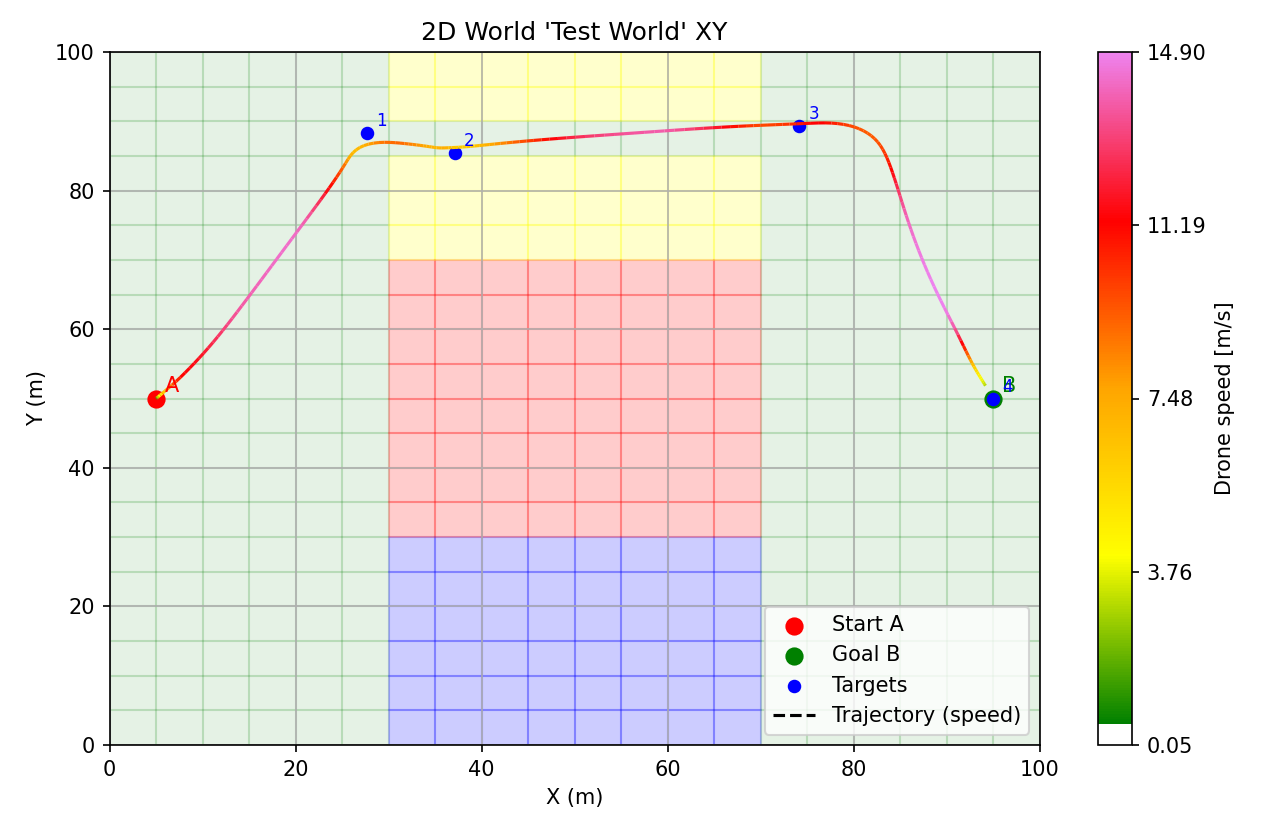 2D World 'Test World' XY
100
80
60
40
20
0
Y (m)
0
20
40
60
80
100
X (m)
A
1
2
3
B
4
Start A
Goal B
Targets
Trajectory (speed)
14.90
11.19
7.48
3.76
0.05
Drone speed [m/s]